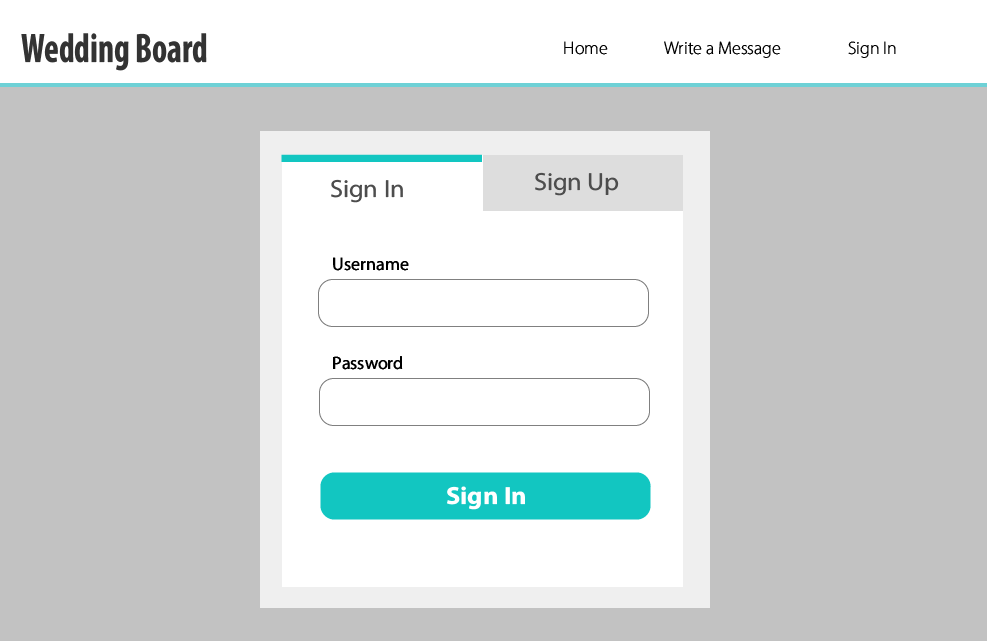 Wedding Board
Home
Write a Message
Sign In
Sign In
Sign Up
Username
Password
Sign In